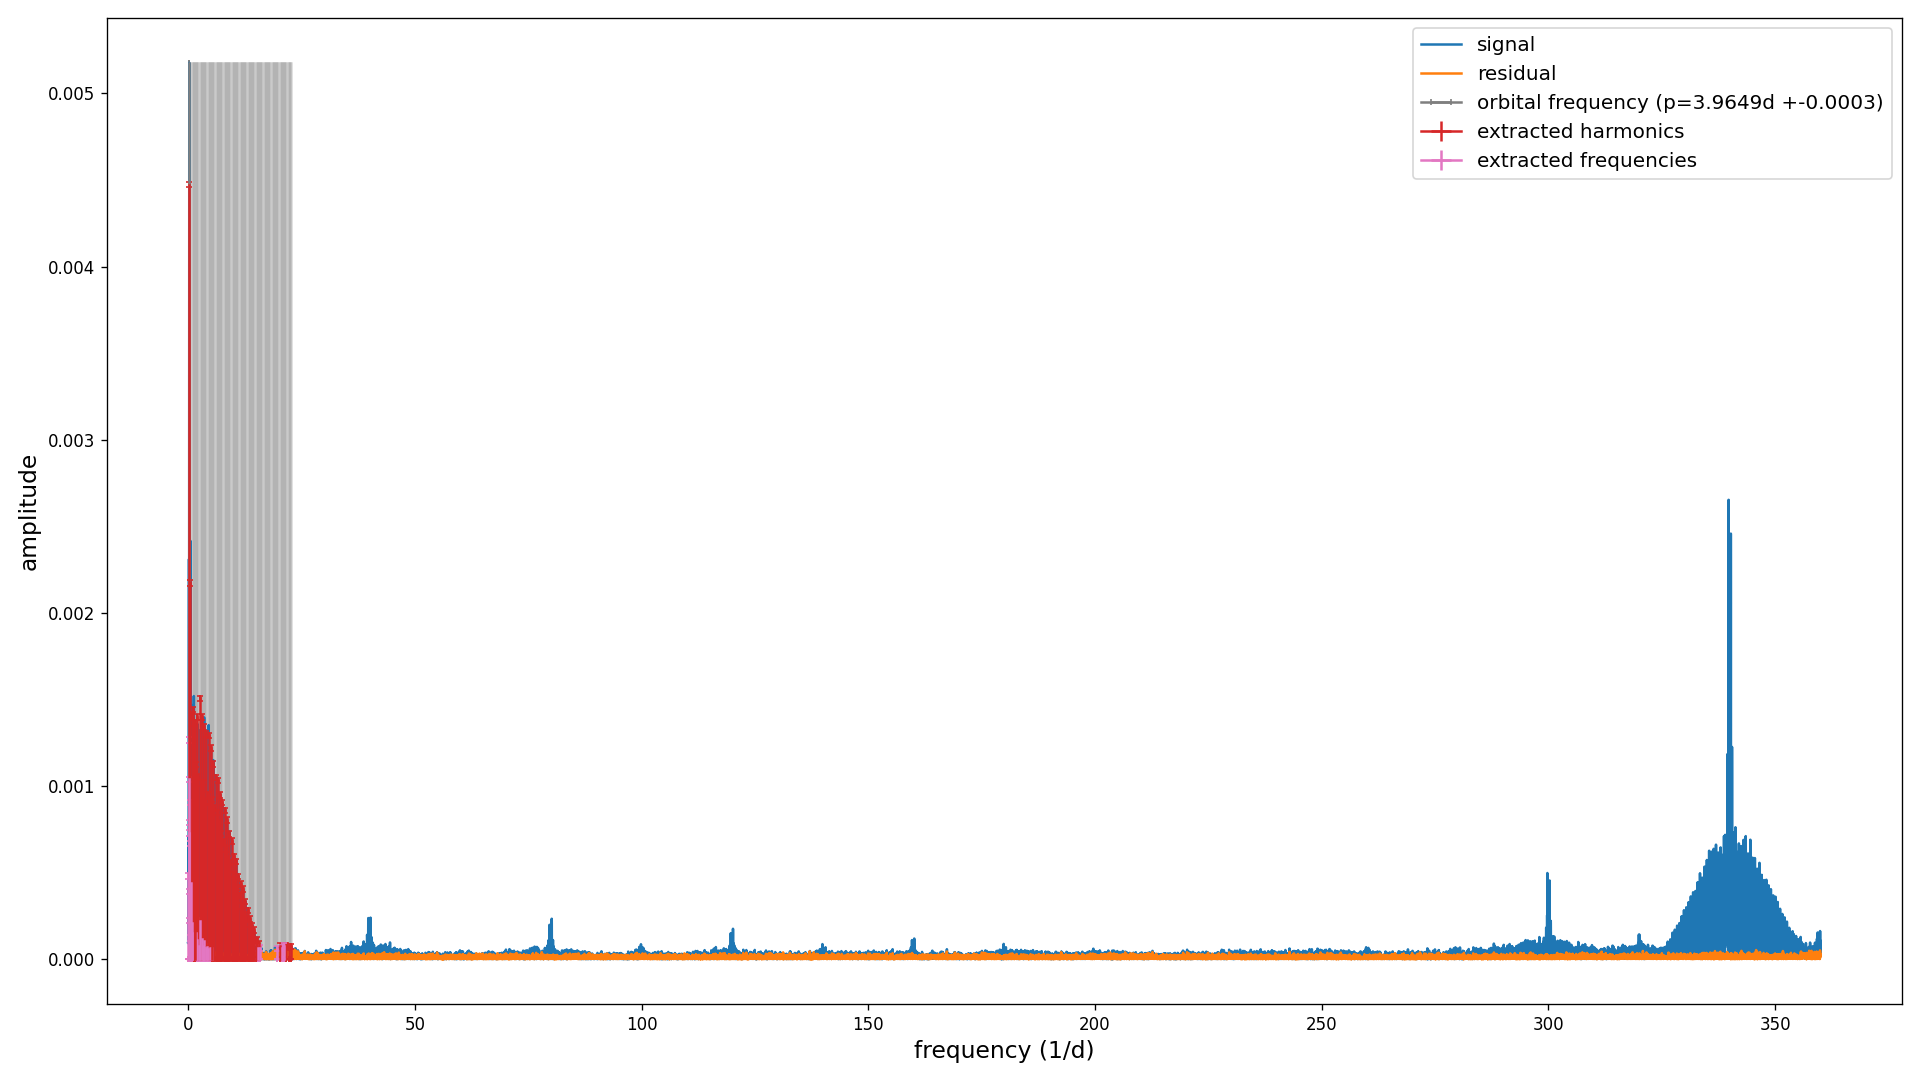 signal
residual
orbital frequency (p=3.9649d +-0.0003)
extracted harmonics
extracted frequencies
amplitude
0.005
0.004
0.003
0.002
0.001
0.000
0 50 100 150 200 250 300 350
frequency (1/d)